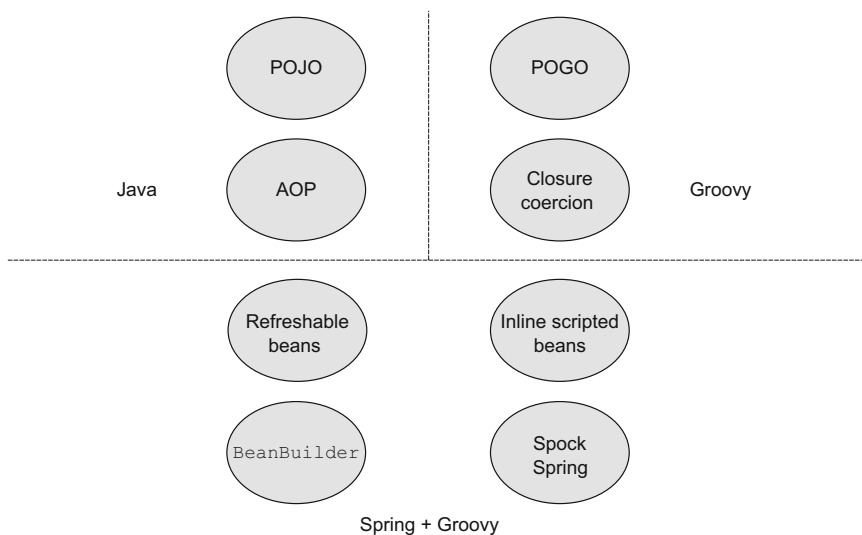 POJO
POGO
Java
AOP
Closure
coercion
Groovy
Refreshable
beans
Inline scripted
beans
BeanBuilder
Spock
Spring
Spring + Groovy